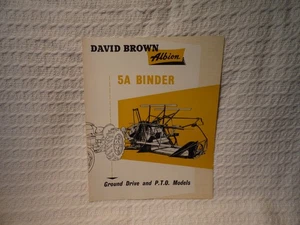 DAVID BROWN
Albion
5A BINDER
Ground Drive and P.T.O. Models